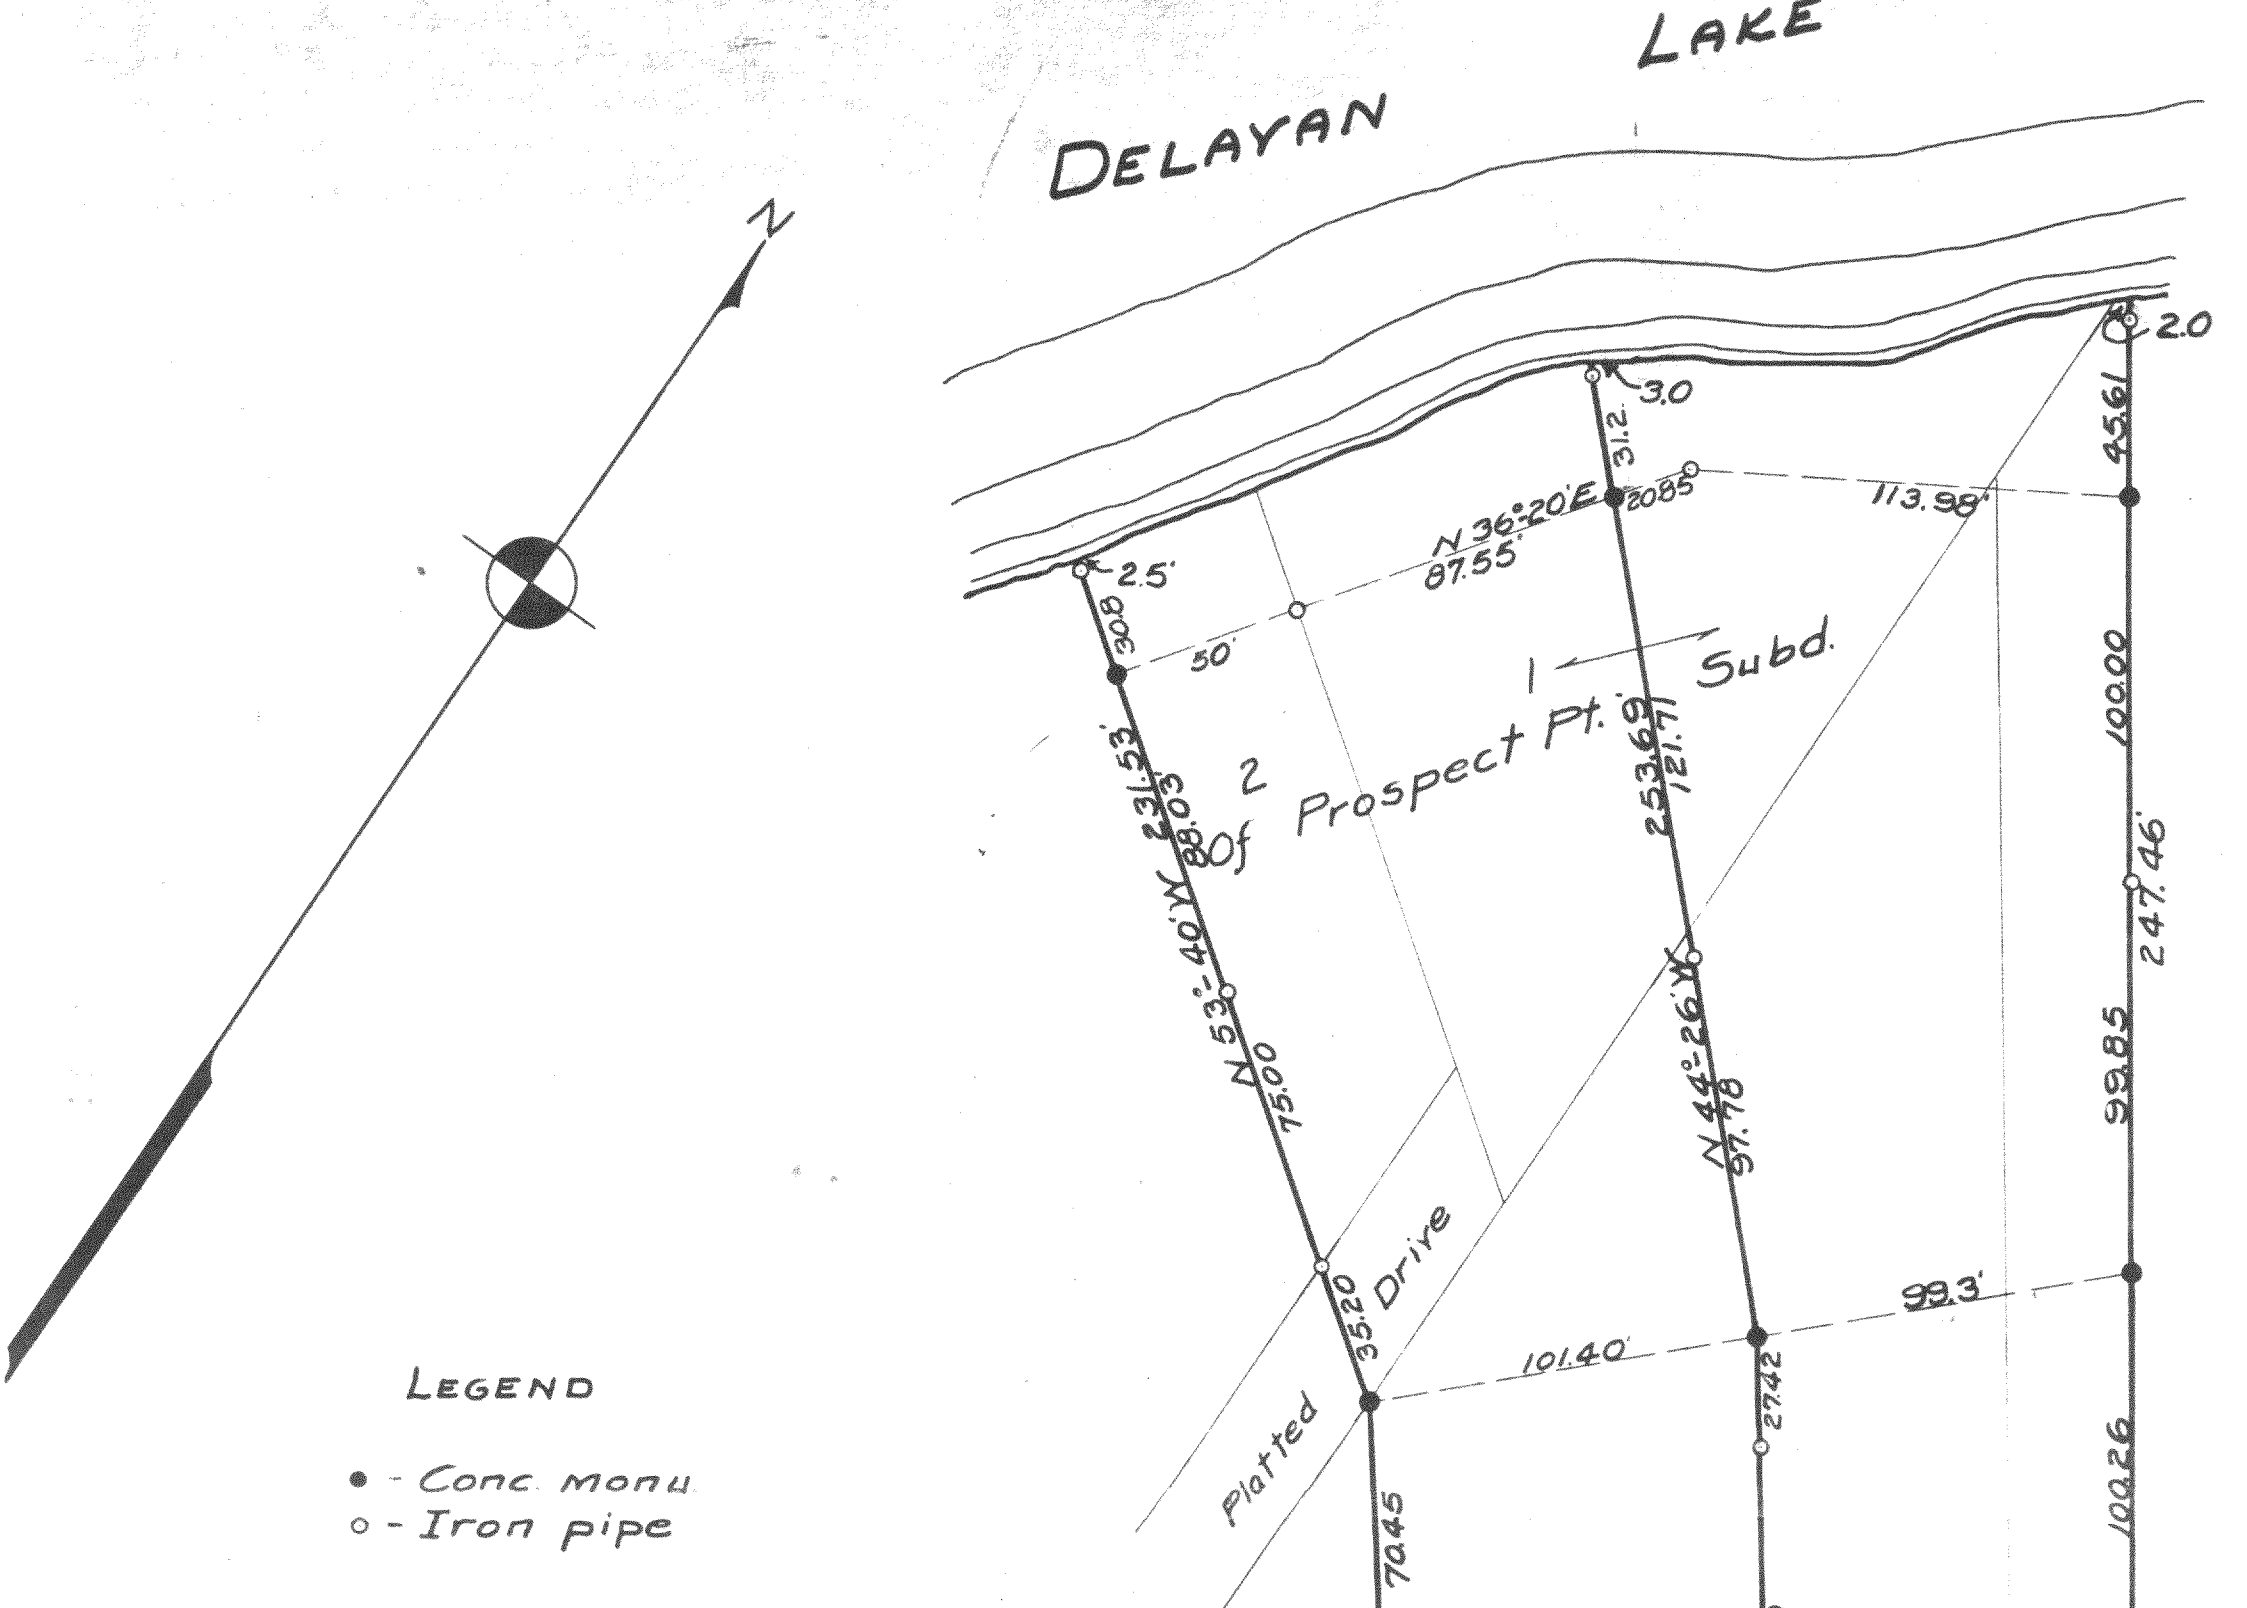 LAKE
DELAVAN
N
2.0
3.0
45.61
31.2
N 36°-20'E
20.85
113.98'
87.55'
2.5'
30.8
50'
1
Subd.
100.00
2
Of Prospect Pt.
231.53'
88.03'
253.69'
121.71
N 53°-40'W
247.46'
N 44°-26'W
99.85
75.00
97.78
Drive
35.20
99.3'
101.40'
27.42
LEGEND
Platted
100.26
- Conc. monu.
- Iron pipe
70.45